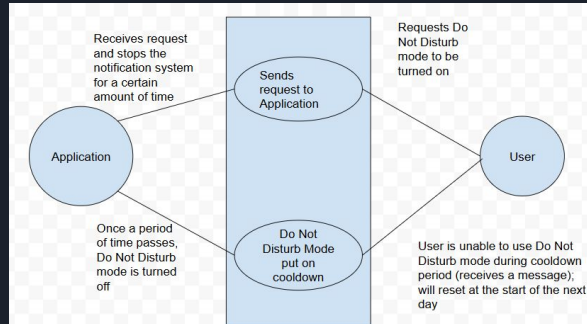 Receives request
and stops the
notification system
for a certain
amount of time
Requests Do
Not Disturb
mode to be
turned on
Sends
request to
Application
Application
User
Once a period
of time passes,
Do Not Disturb
mode is turned
off
Do Not
Disturb Mode
put on
cooldown
User is unable to use Do Not
Disturb mode during cooldown
period (receives a message);
will reset at the start of the next
day